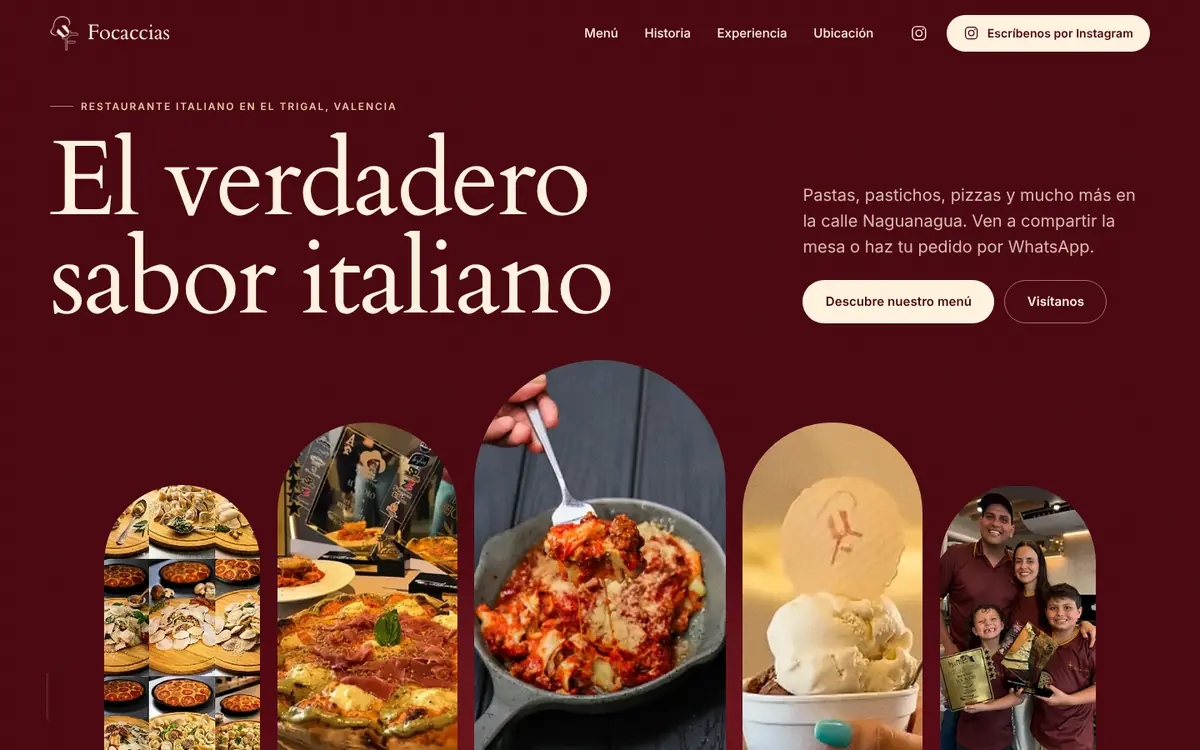 Focaccias
Menú
Historia
Experiencia
Ubicación
Escríbenos por Instagram
RESTAURANTE ITALIANO EN EL TRIGAL, VALENCIA
El verdadero
sabor italiano
Pastas, pastichos, pizzas y mucho más en
la calle Naguanagua. Ven a compartir la
mesa o haz tu pedido por WhatsApp.
Descubre nuestro menú
Visítanos